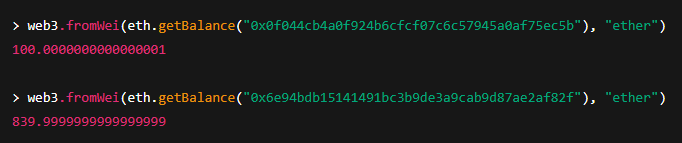 > web3.fromWei(eth.getBalance("0x0f044cb4a0f924b6cfcf07c6c57945a0af75ec5b"), "ether")
100.0000000000000001
> web3.fromWei(eth.getBalance("0x6e94bdb15141491bc3b9de3a9cab9d87ae2af82f"), "ether")
839.9999999999999999